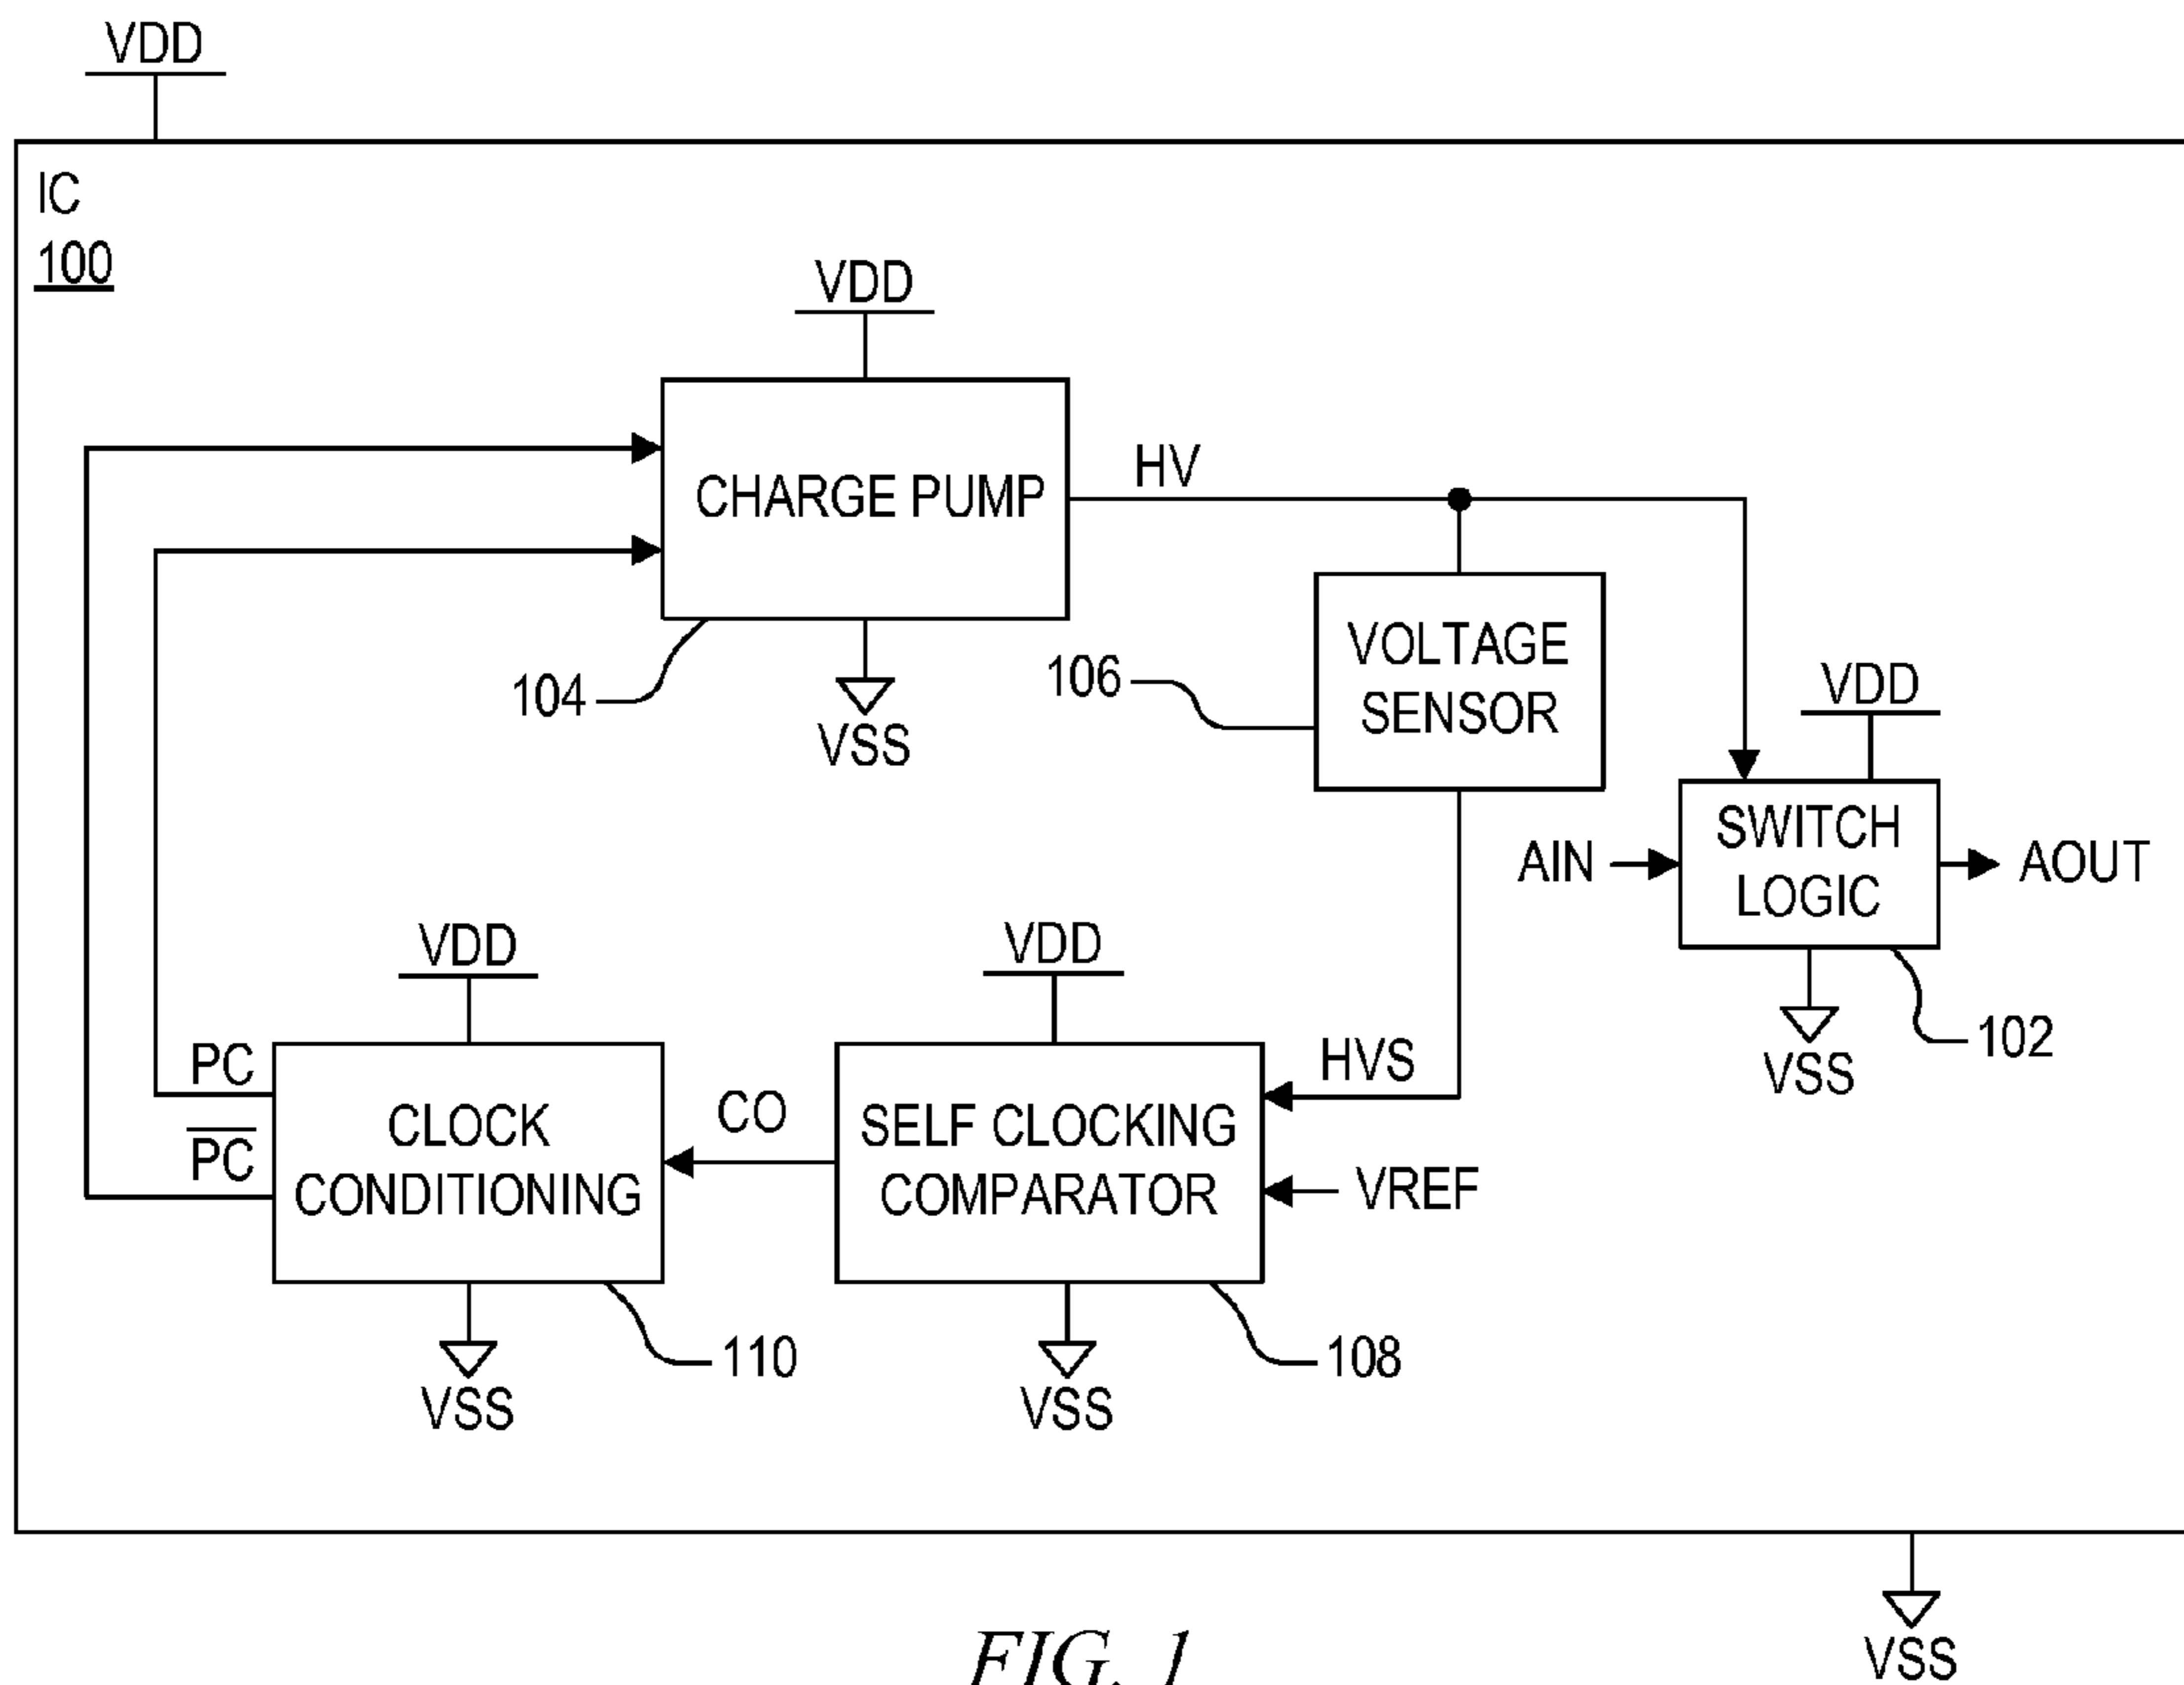 VDD
IC
100
VDD
CHARGE PUMP
HV
104
VSS
106
VOLTAGE
SENSOR
VDD
SWITCH
LOGIC
AIN
AOUT
102
VSS
VDD
PC
P̅C̅
CLOCK
CONDITIONING
110
VSS
CO
VDD
SELF CLOCKING
COMPARATOR
HVS
VREF
108
VSS
VSS
FIG. 1